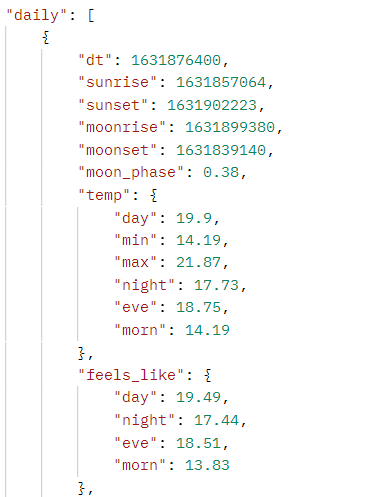 "daily": [
{
"dt": 1631876400,
"sunrise": 1631857064,
"sunset": 1631902223,
"moonrise": 1631899380,
"moonset": 1631839140,
"moon_phase": 0.38,
"temp": {
"day": 19.9,
"min": 14.19,
"max": 21.87,
"night": 17.73,
"eve": 18.75,
"morn": 14.19
},
"feels_like": {
"day": 19.49,
"night": 17.44,
"eve": 18.51,
"morn": 13.83
},